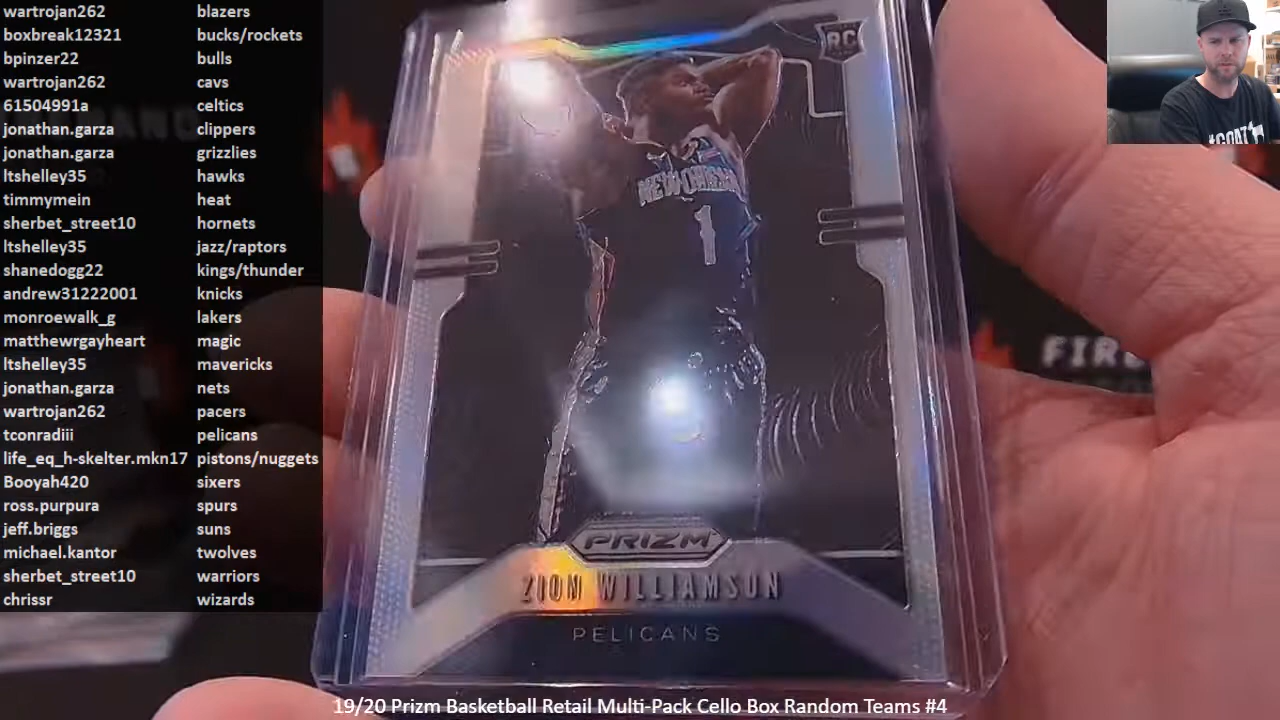 wartrojan262 blazers
boxbreak12321 bucks/rockets
bpinzer22 bulls
wartrojan262 cavs
61504991a celtics
jonathan.garza clippers
jonathan.garza grizzlies
ltshelley35 hawks
timmymein heat
sherbet_street10 hornets
ltshelley35 jazz/raptors
shanedogg22 kings/thunder
andrew31222001 knicks
monroewalk_g lakers
matthewrgayheart magic
ltshelley35 mavericks
jonathan.garza nets
wartrojan262 pacers
tconradiii pelicans
life_eq_h-skelter.mkn17 pistons/nuggets
Booyah420 sixers
ross.purpura spurs
jeff.briggs suns
michael.kantor twolves
sherbet_street10 warriors
chrissr wizards
RC
1
PRIZM
ZION WILLIAMSON
PELICANS
19/20 Prizm Basketball Retail Multi-Pack Cello Box Random Teams #4